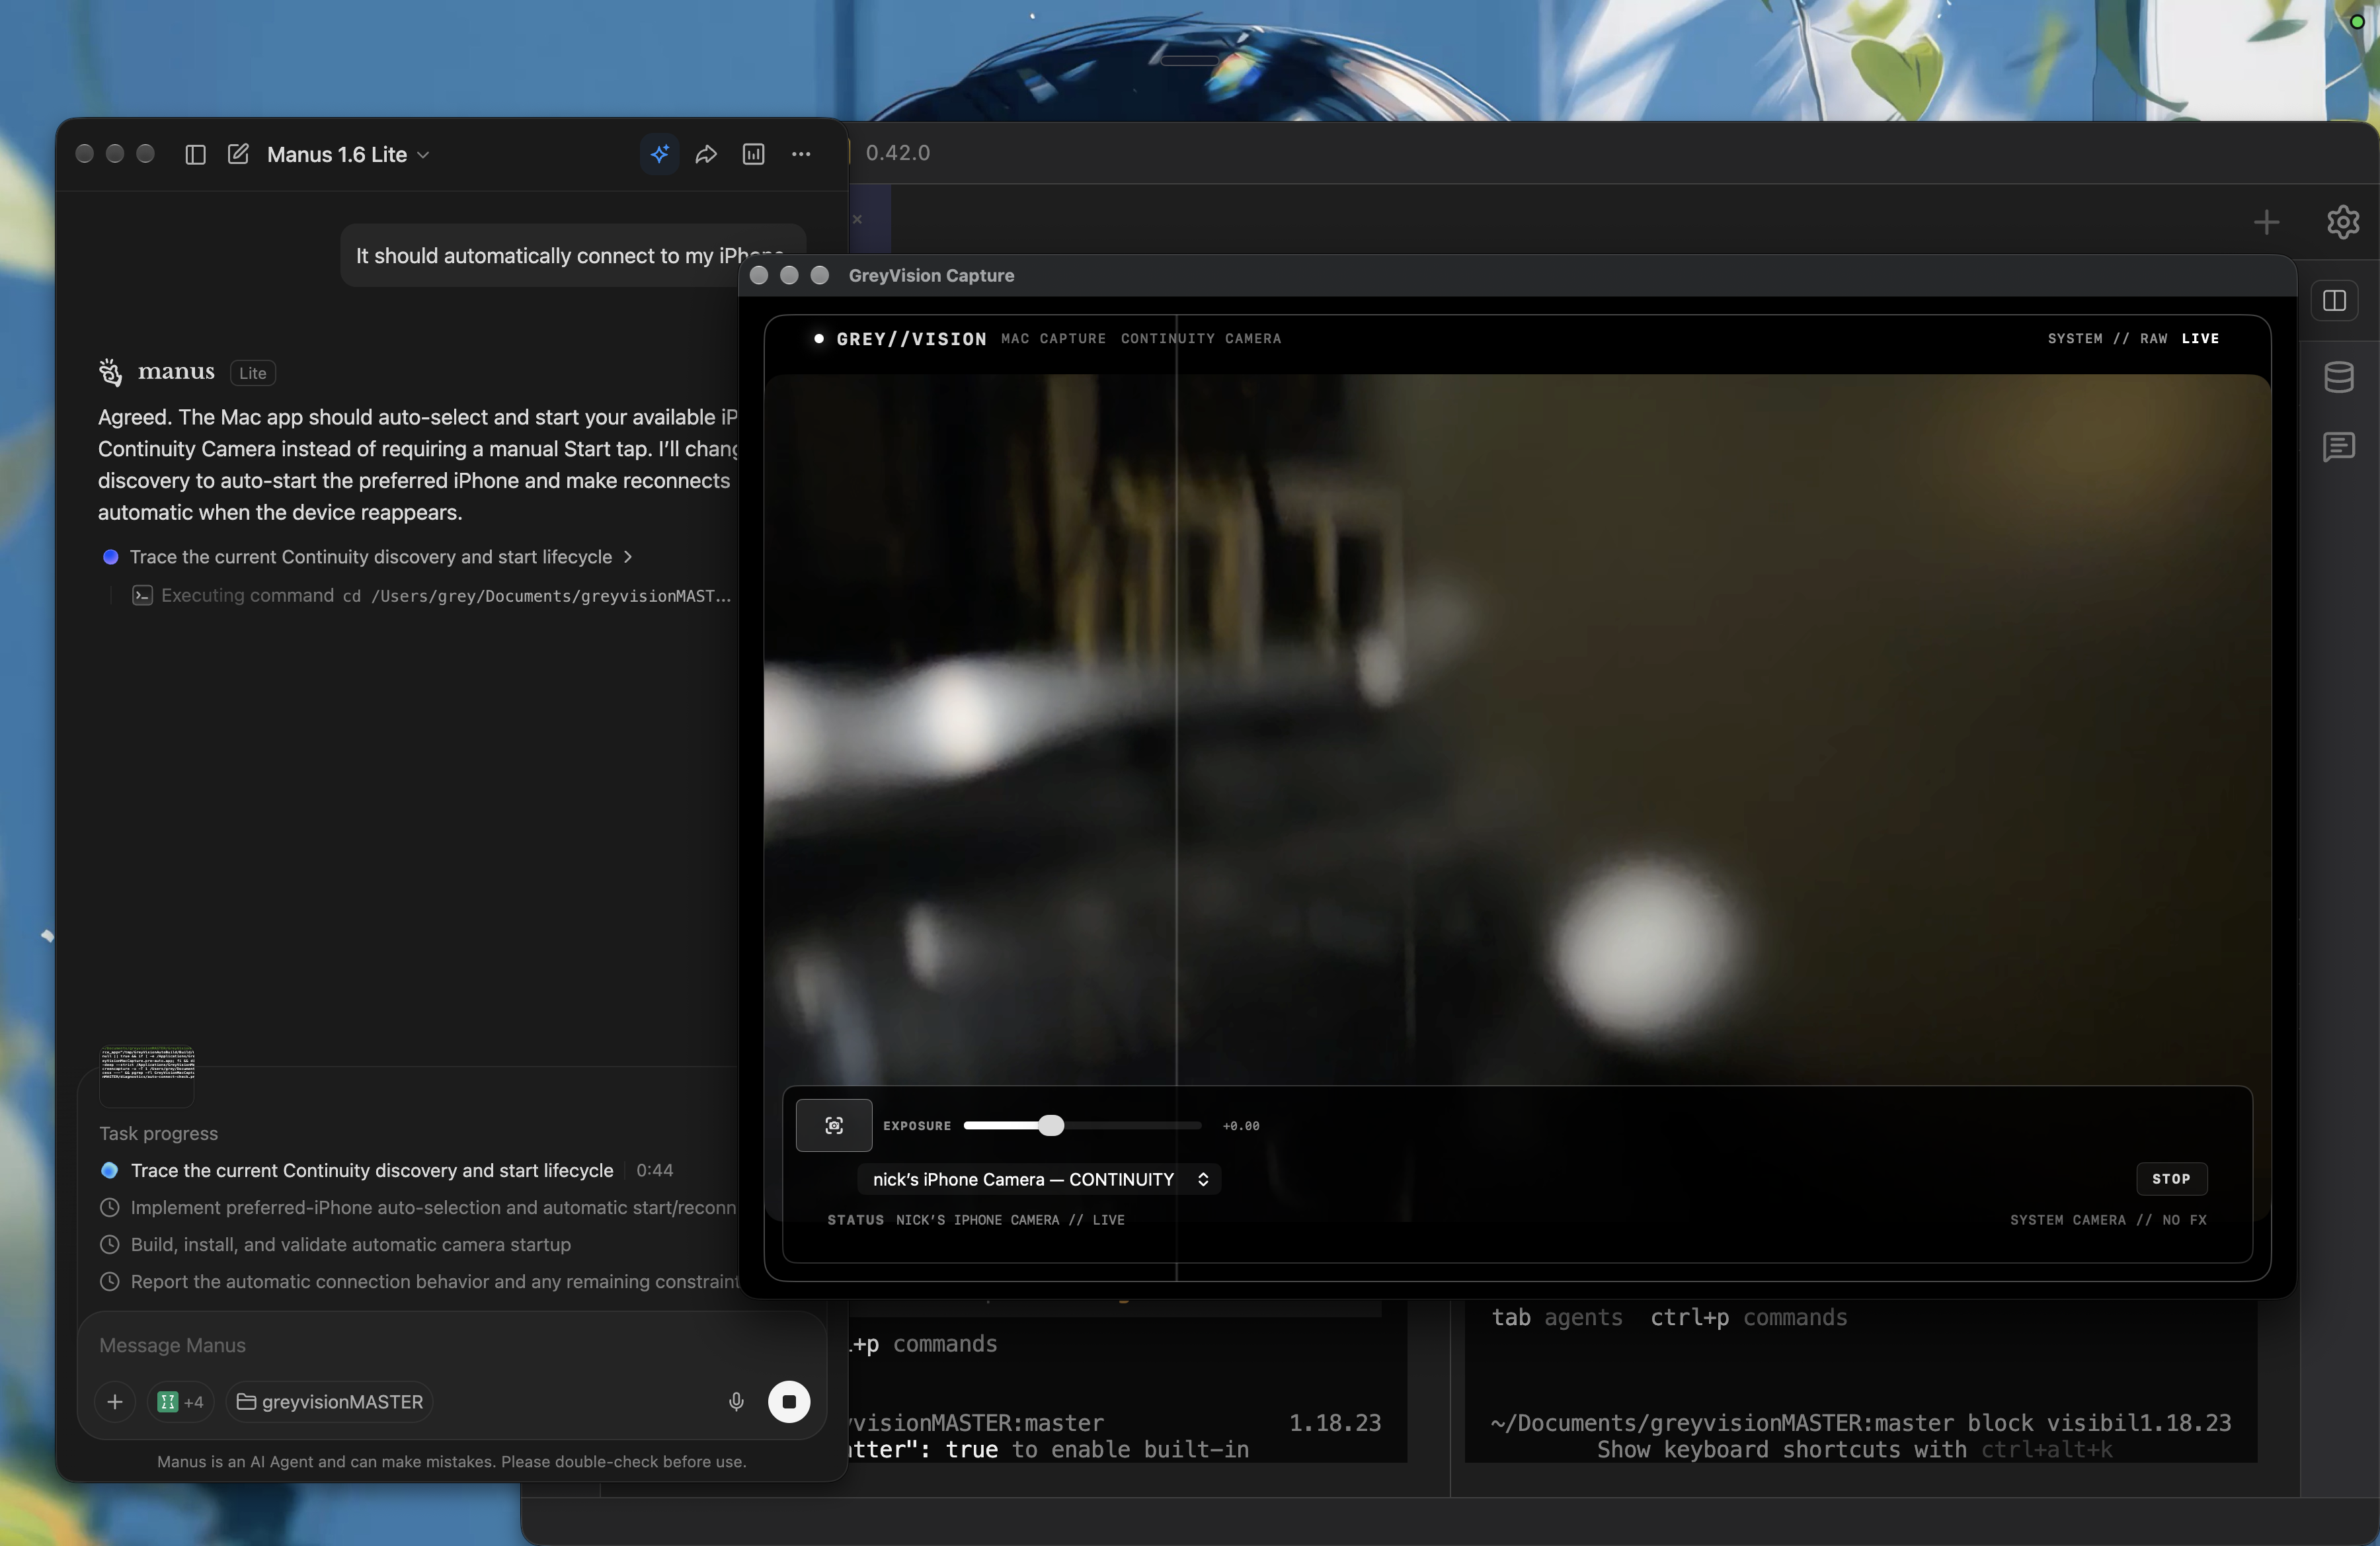 Manus 1.6 Lite
0.42.0
It should automatically connect to my iPhone
manus Lite
Agreed. The Mac app should auto-select and start your available iP
Continuity Camera instead of requiring a manual Start tap. I'll chang
discovery to auto-start the preferred iPhone and make reconnects
automatic when the device reappears.
Trace the current Continuity discovery and start lifecycle
Executing command cd /Users/grey/Documents/greyvisionMAST...
Task progress
Trace the current Continuity discovery and start lifecycle 0:44
Implement preferred-iPhone auto-selection and automatic start/reconn
Build, install, and validate automatic camera startup
Report the automatic connection behavior and any remaining constraint
Message Manus
+4 greyvisionMASTER
Manus is an AI Agent and can make mistakes. Please double-check before use.
GreyVision Capture
GREY//VISION MAC CAPTURE CONTINUITY CAMERA
SYSTEM // RAW LIVE
EXPOSURE +0.00
nick's iPhone Camera — CONTINUITY
STOP
STATUS NICK'S IPHONE CAMERA // LIVE
SYSTEM CAMERA // NO FX
+p commands
visionMASTER:master 1.18.23
atter": true to enable built-in
tab agents ctrl+p commands
~/Documents/greyvisionMASTER:master block visibil1.18.23
Show keyboard shortcuts with ctrl+alt+k